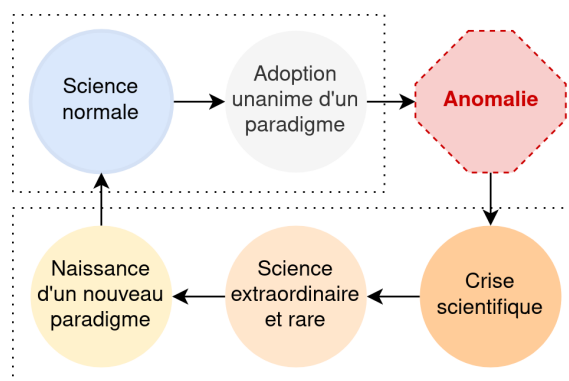 Science
normale
Adoption
unanime d'un
paradigme
Anomalie
Crise
scientifique
Science
extraordinaire
et rare
Naissance
d'un nouveau
paradigme